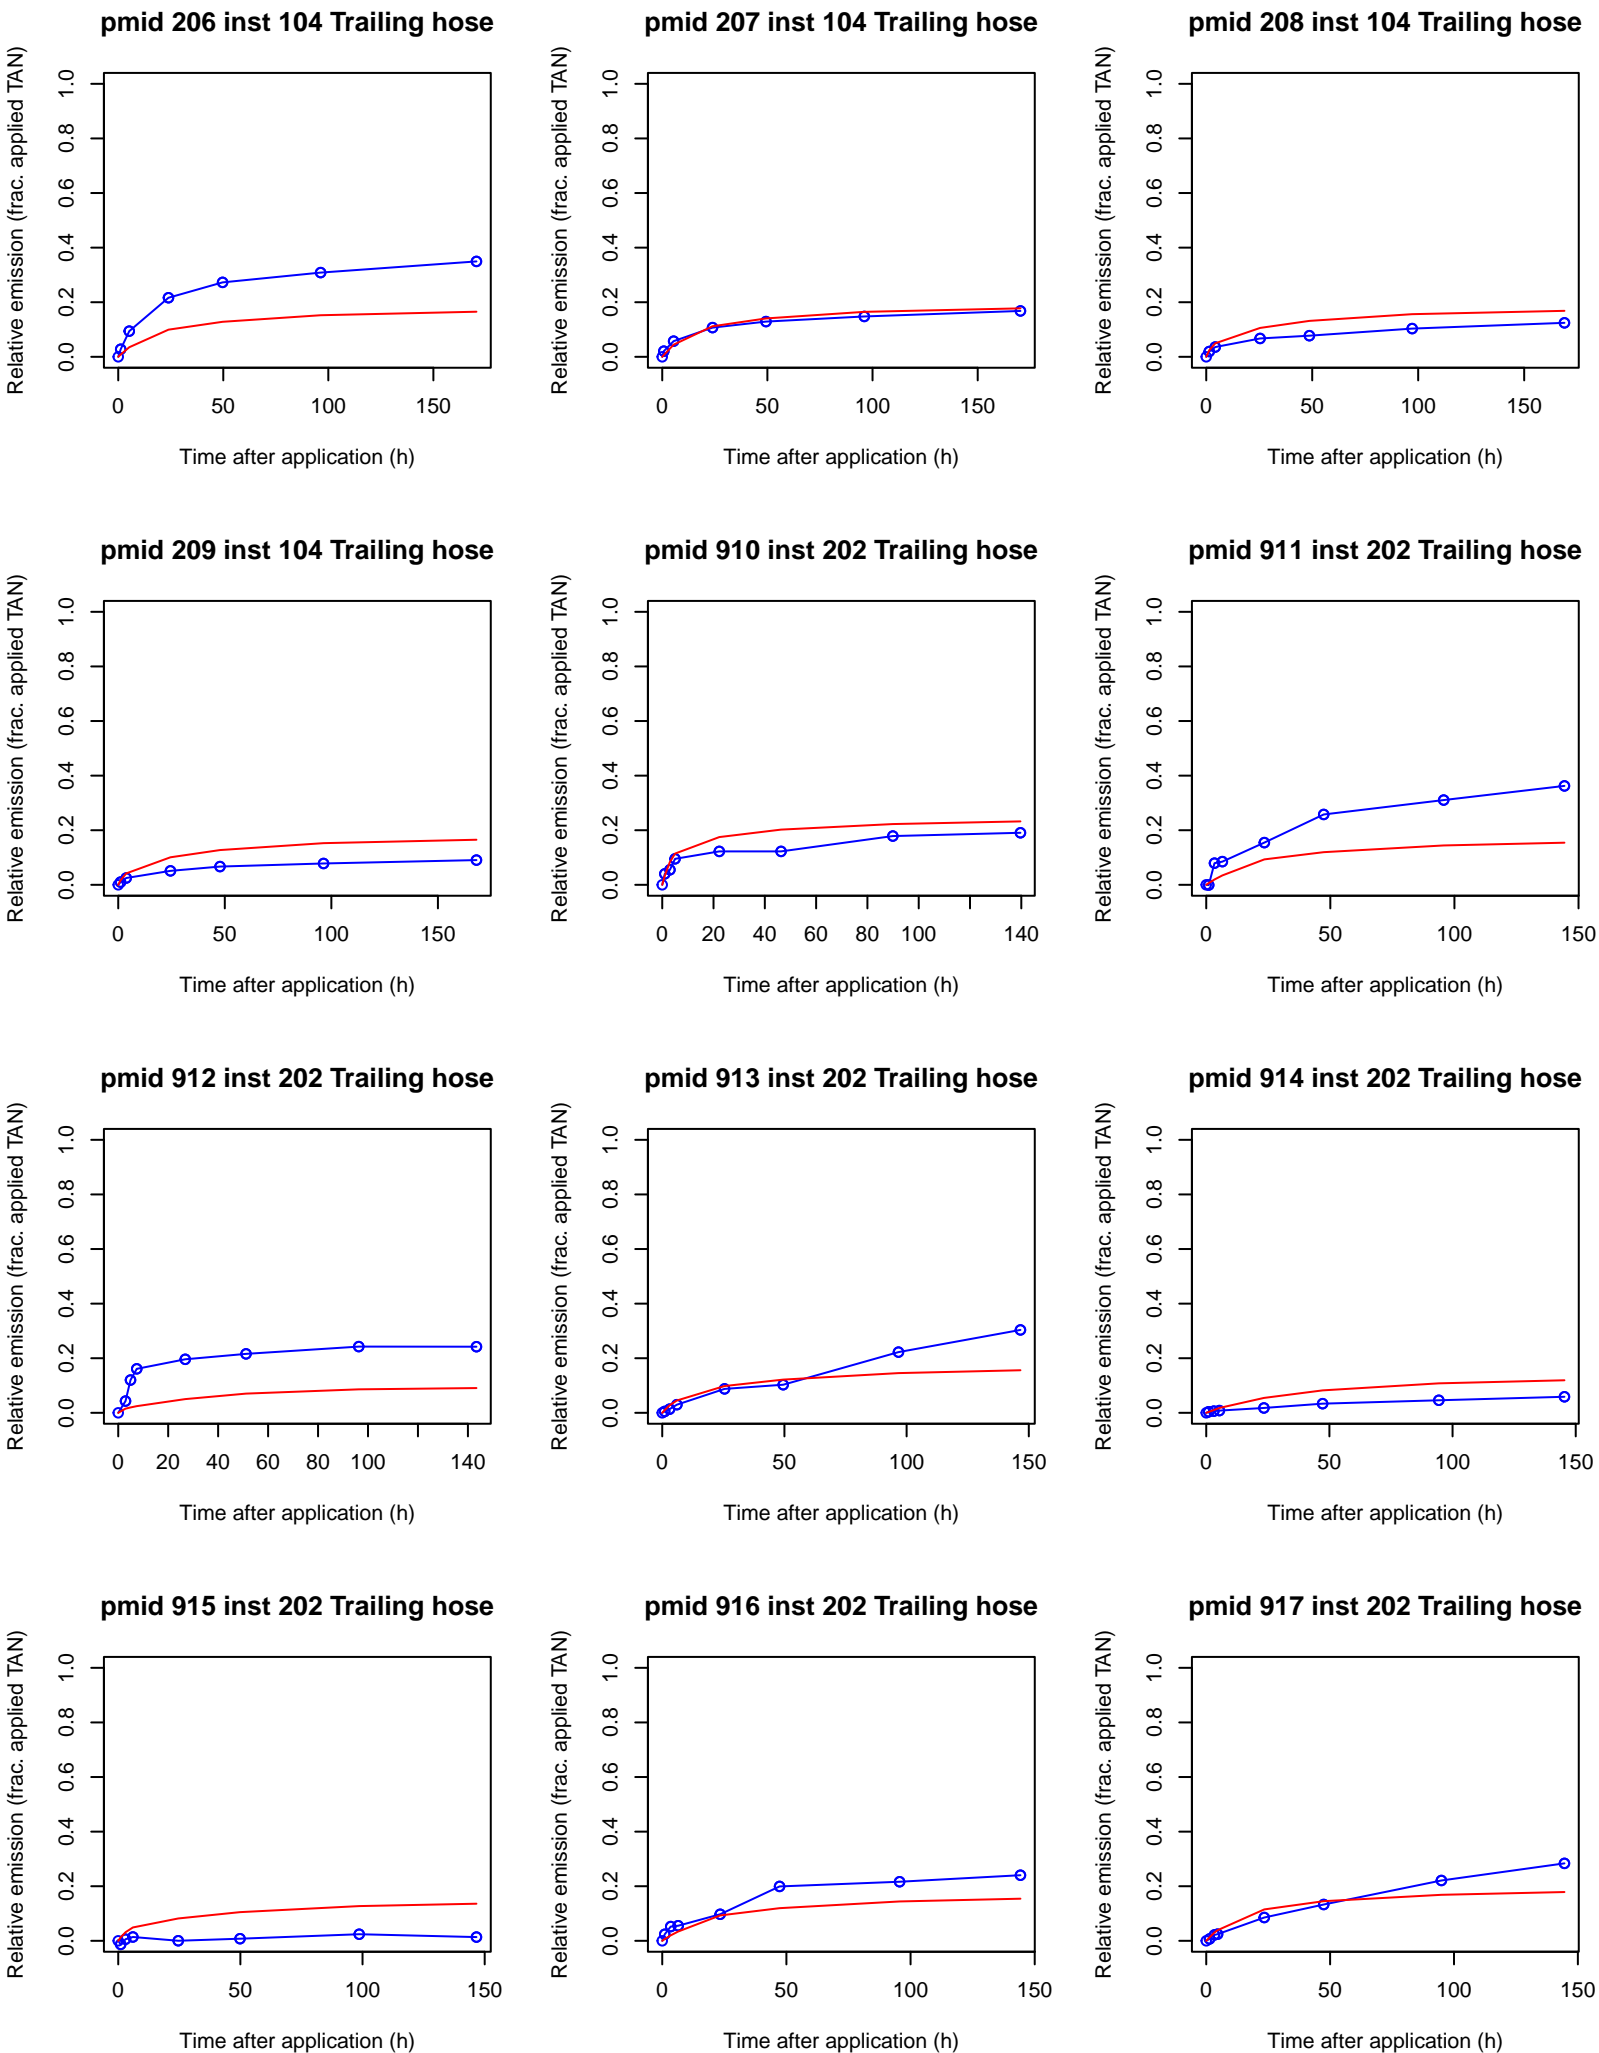 pmid 206 inst 104 Trailing hose
Relative emission (frac. applied TAN)
0.0 0.2 0.4 0.6 0.8 1.0
0 50 100 150
Time after application (h)
pmid 207 inst 104 Trailing hose
Relative emission (frac. applied TAN)
0.0 0.2 0.4 0.6 0.8 1.0
0 50 100 150
Time after application (h)
pmid 208 inst 104 Trailing hose
Relative emission (frac. applied TAN)
0.0 0.2 0.4 0.6 0.8 1.0
0 50 100 150
Time after application (h)
pmid 209 inst 104 Trailing hose
Relative emission (frac. applied TAN)
0.0 0.2 0.4 0.6 0.8 1.0
0 50 100 150
Time after application (h)
pmid 910 inst 202 Trailing hose
Relative emission (frac. applied TAN)
0.0 0.2 0.4 0.6 0.8 1.0
0 20 40 60 80 100 140
Time after application (h)
pmid 911 inst 202 Trailing hose
Relative emission (frac. applied TAN)
0.0 0.2 0.4 0.6 0.8 1.0
0 50 100 150
Time after application (h)
pmid 912 inst 202 Trailing hose
Relative emission (frac. applied TAN)
0.0 0.2 0.4 0.6 0.8 1.0
0 20 40 60 80 100 140
Time after application (h)
pmid 913 inst 202 Trailing hose
Relative emission (frac. applied TAN)
0.0 0.2 0.4 0.6 0.8 1.0
0 50 100 150
Time after application (h)
pmid 914 inst 202 Trailing hose
Relative emission (frac. applied TAN)
0.0 0.2 0.4 0.6 0.8 1.0
0 50 100 150
Time after application (h)
pmid 915 inst 202 Trailing hose
Relative emission (frac. applied TAN)
0.0 0.2 0.4 0.6 0.8 1.0
0 50 100 150
Time after application (h)
pmid 916 inst 202 Trailing hose
Relative emission (frac. applied TAN)
0.0 0.2 0.4 0.6 0.8 1.0
0 50 100 150
Time after application (h)
pmid 917 inst 202 Trailing hose
Relative emission (frac. applied TAN)
0.0 0.2 0.4 0.6 0.8 1.0
0 50 100 150
Time after application (h)